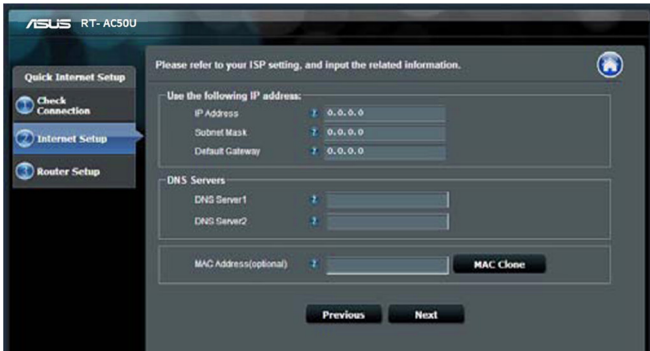 ASUS RT-AC50U
Please refer to your ISP setting, and input the related information.
Quick Internet Setup
1 Check
Connection
2 Internet Setup
3 Router Setup
Use the following IP address:
IP Address ? 0.0.0.0
Subnet Mask ? 0.0.0.0
Default Gateway ? 0.0.0.0
DNS Servers
DNS Server1 ?
DNS Server2 ?
MAC Address(optional) ? MAC Clone
Previous Next